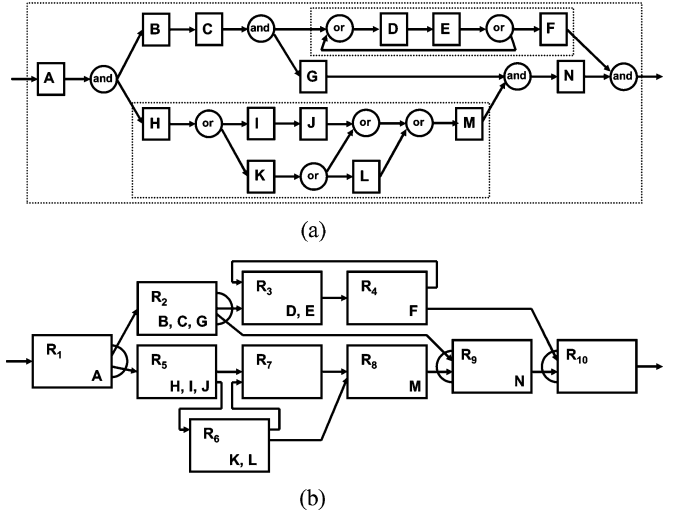 B C and or D E or F
A and G and N and
H or I J or or M
K or L
(a)
R3 R4
R2 D, E F
B, C, G
R1 A
R5 R7 R8 R9 R10
H, I, J M N
R6
K, L
(b)